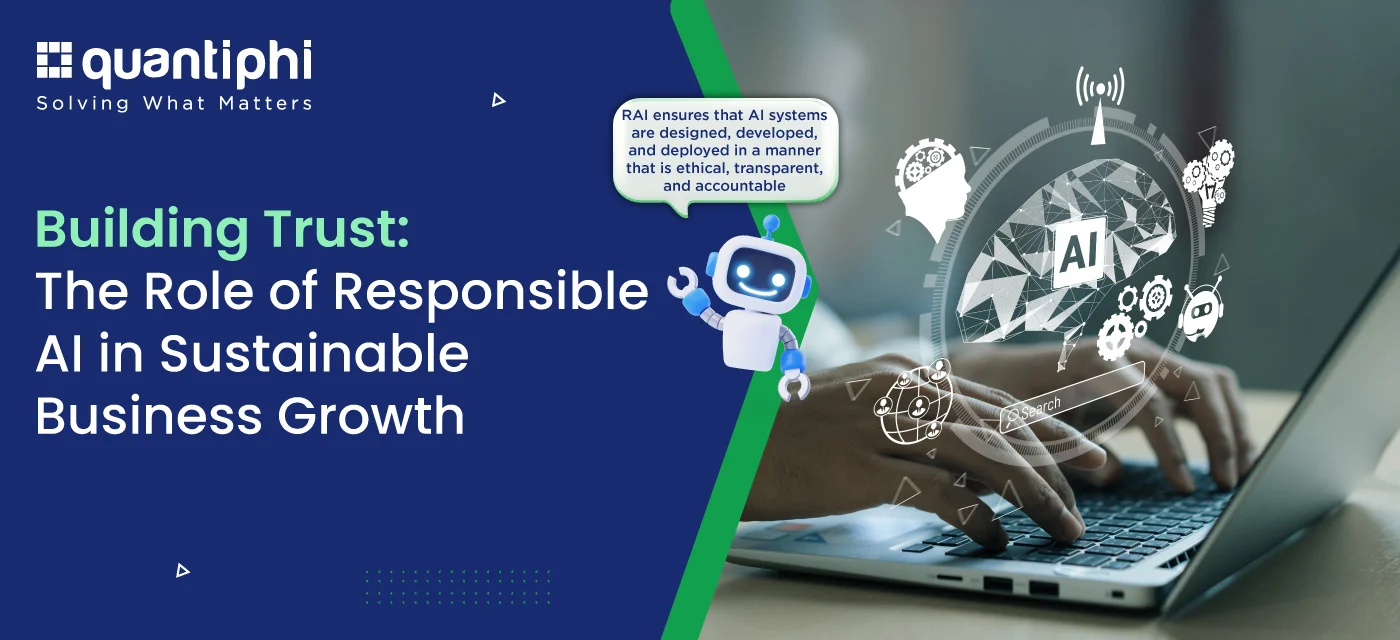 quantiphi
Solving What Matters
Building Trust:
The Role of Responsible
AI in Sustainable
Business Growth
RAI ensures that AI systems
are designed, developed,
and deployed in a manner
that is ethical, transparent,
and accountable
AI
AI
Search